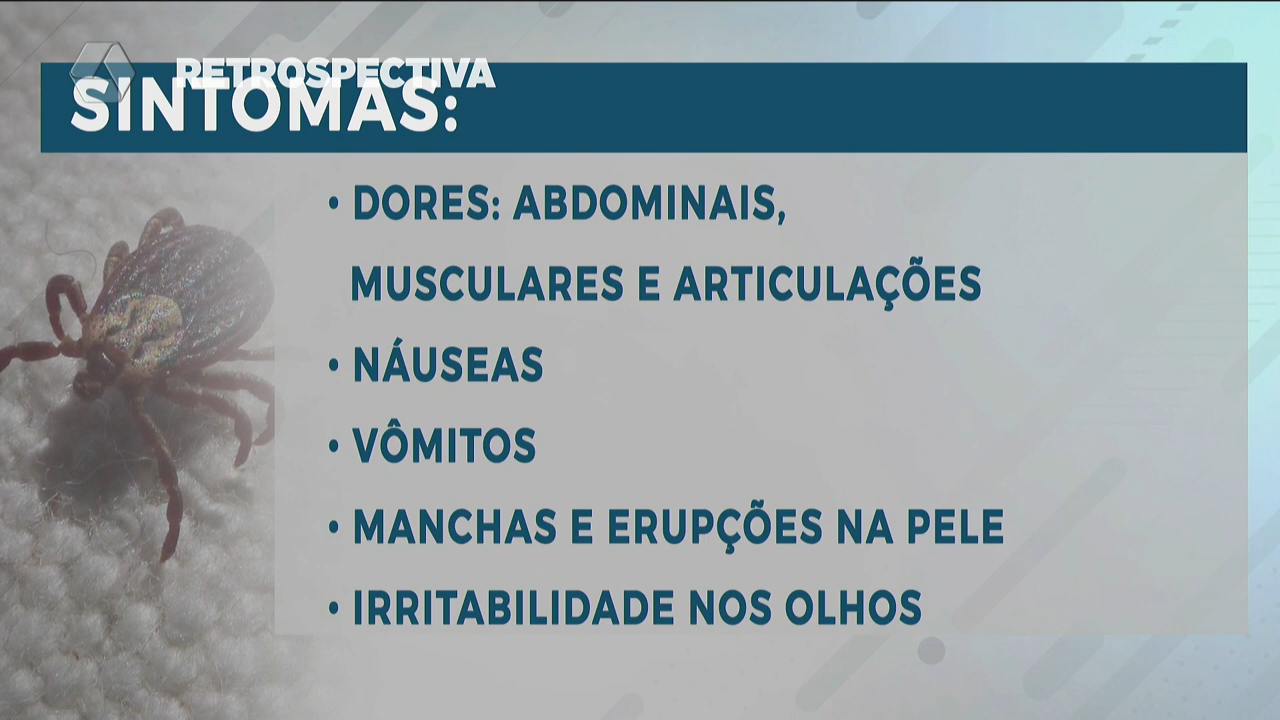 RETROSPECTIVA
SINTOMAS:
• DORES: ABDOMINAIS,
MUSCULARES E ARTICULAÇÕES
• NÁUSEAS
• VÔMITOS
• MANCHAS E ERUPÇÕES NA PELE
• IRRITABILIDADE NOS OLHOS